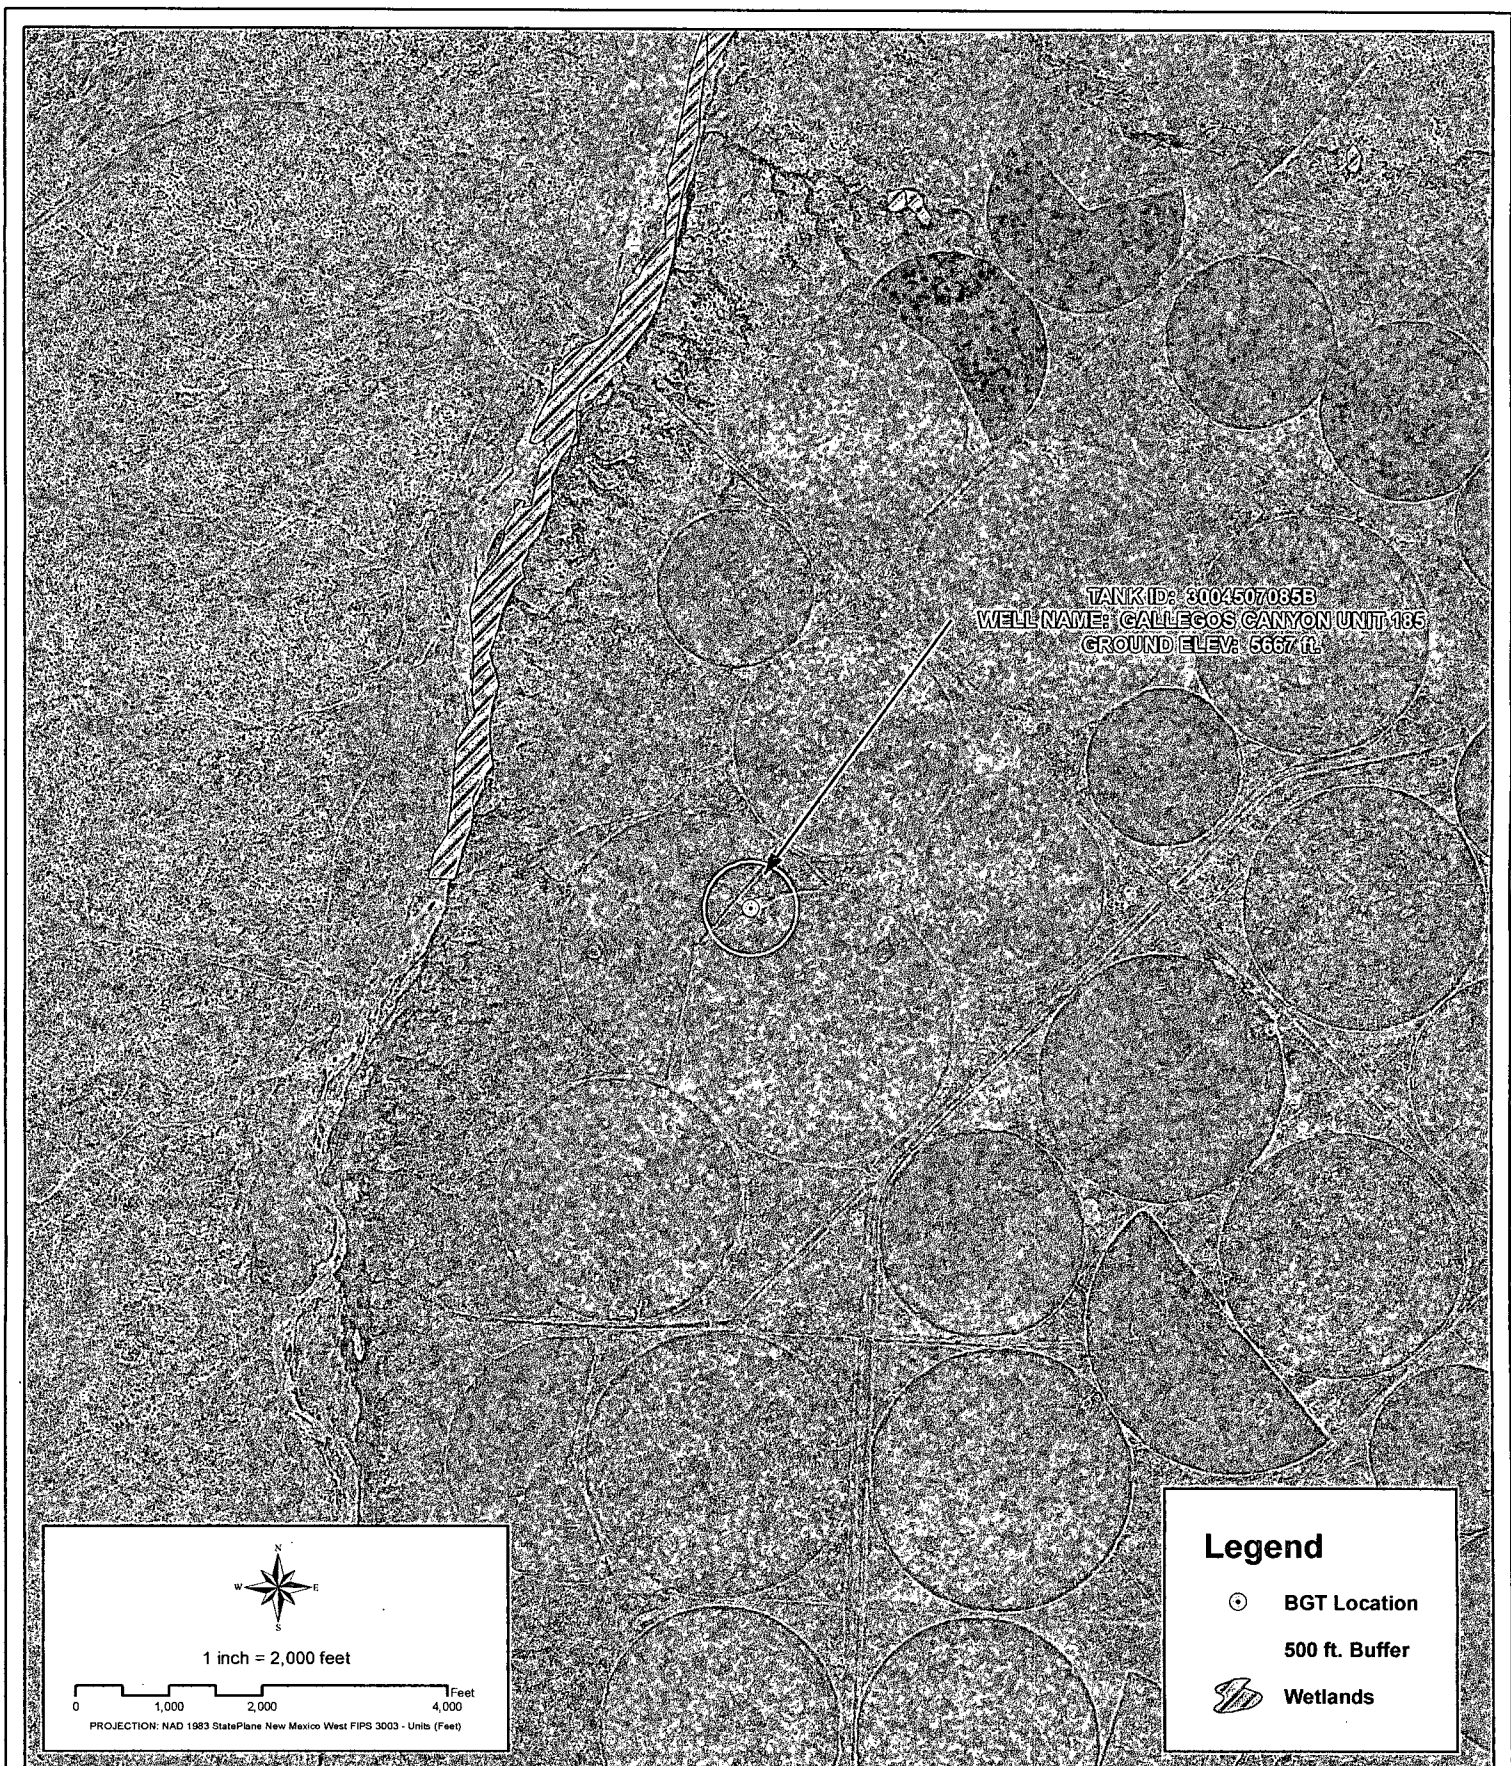 TANK ID: 3004507085B
WELL NAME: GALLEGOS CANYON UNIT 185
GROUND ELEV: 5667 ft.
N
W E
S
1 inch = 2,000 feet
Feet
0 1,000 2,000 4,000
PROJECTION: NAD 1983 StatePlane New Mexico West FIPS 3003 - Units (Feet)
Legend
BGT Location
500 ft. Buffer
Wetlands